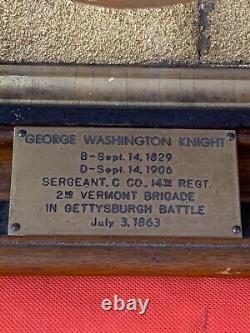 GEORGE WASHINGTON KNIGHT
B-Sept. 14, 1829
D-Sept. 14, 1906
SERGEANT, C CO., 14TH REGT.
2ND VERMONT BRIGADE
IN GETTYSBURGH BATTLE
July 3, 1863
© 121ta